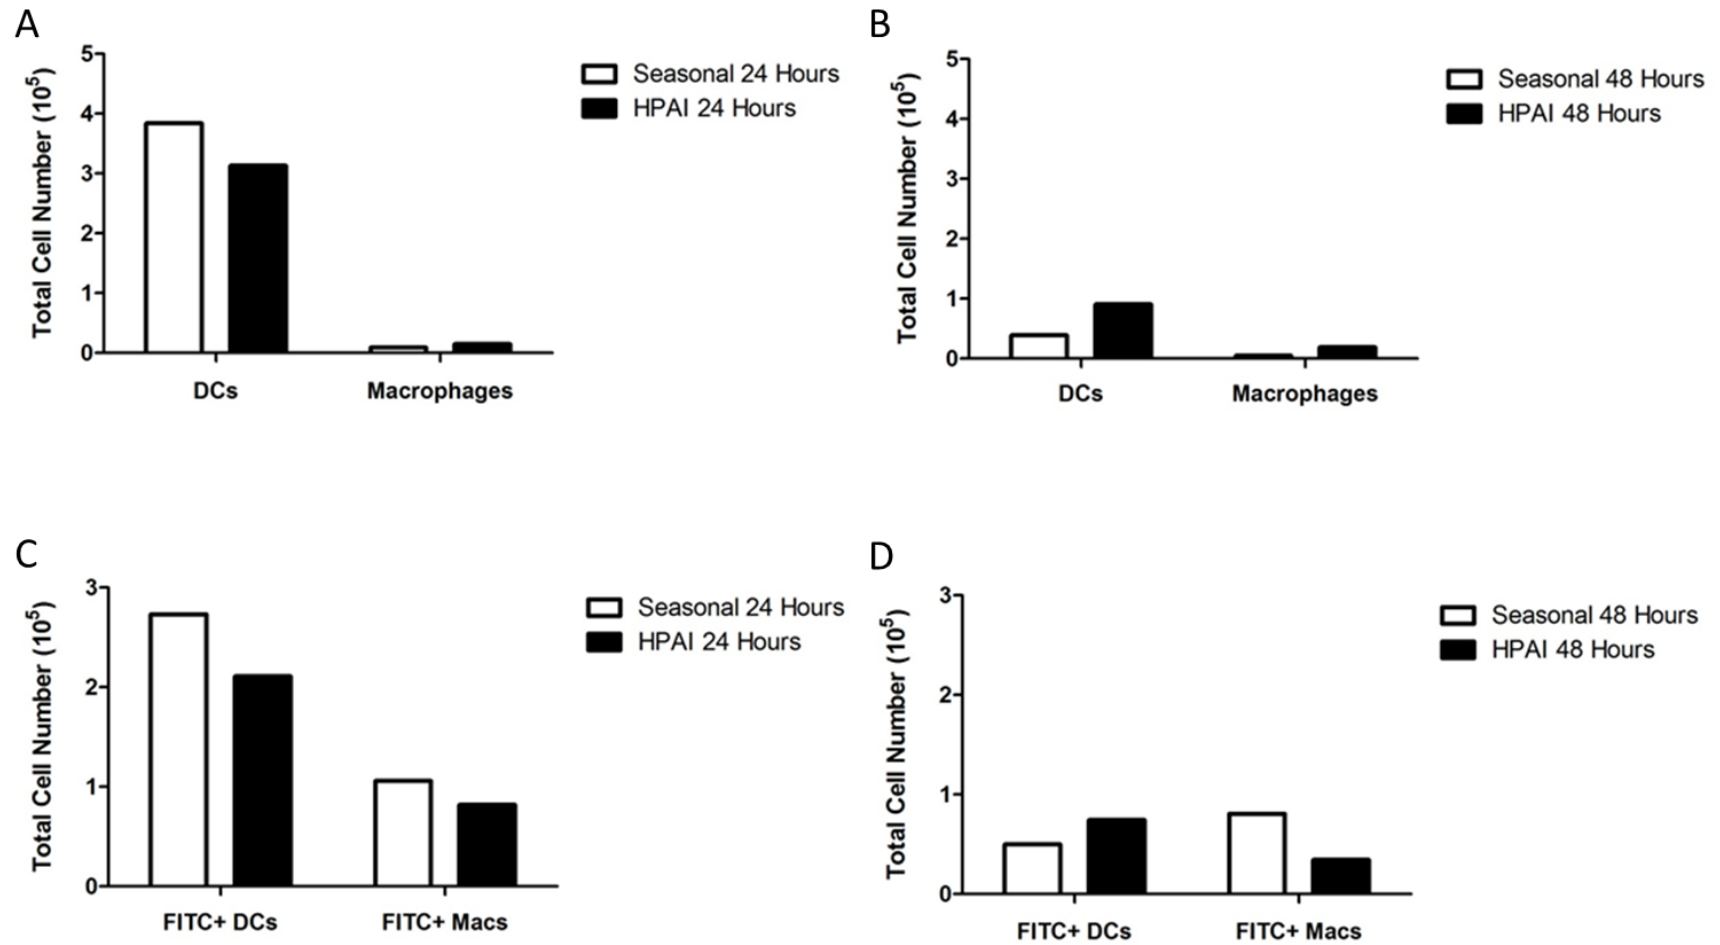 A
Total Cell Number (10⁵)
5
4
3
2
1
0
DCs
Macrophages
Seasonal 24 Hours
HPAI 24 Hours
B
Total Cell Number (10⁵)
5
4
3
2
1
0
DCs
Macrophages
Seasonal 48 Hours
HPAI 48 Hours
C
Total Cell Number (10⁵)
3
2
1
0
FITC+ DCs
FITC+ Macs
Seasonal 24 Hours
HPAI 24 Hours
D
Total Cell Number (10⁵)
3
2
1
0
FITC+ DCs
FITC+ Macs
Seasonal 48 Hours
HPAI 48 Hours